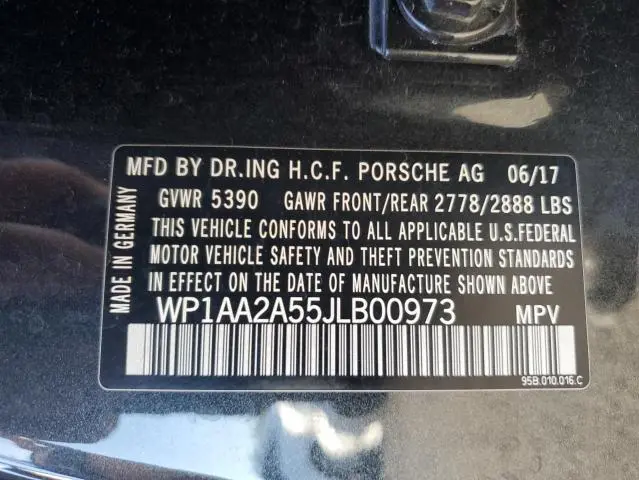 MFD BY DR.ING H.C.F. PORSCHE AG 06/17
GVWR 5390 GAWR FRONT/REAR 2778/2888 LBS
THIS VEHICLE CONFORMS TO ALL APPLICABLE U.S.FEDERAL
MOTOR VEHICLE SAFETY AND THEFT PREVENTION STANDARDS
IN EFFECT ON THE DATE OF MANUFACTURE SHOWN ABOVE
WP1AA2A55JLB00973 MPV
95B.010.016.C
MADE IN GERMANY